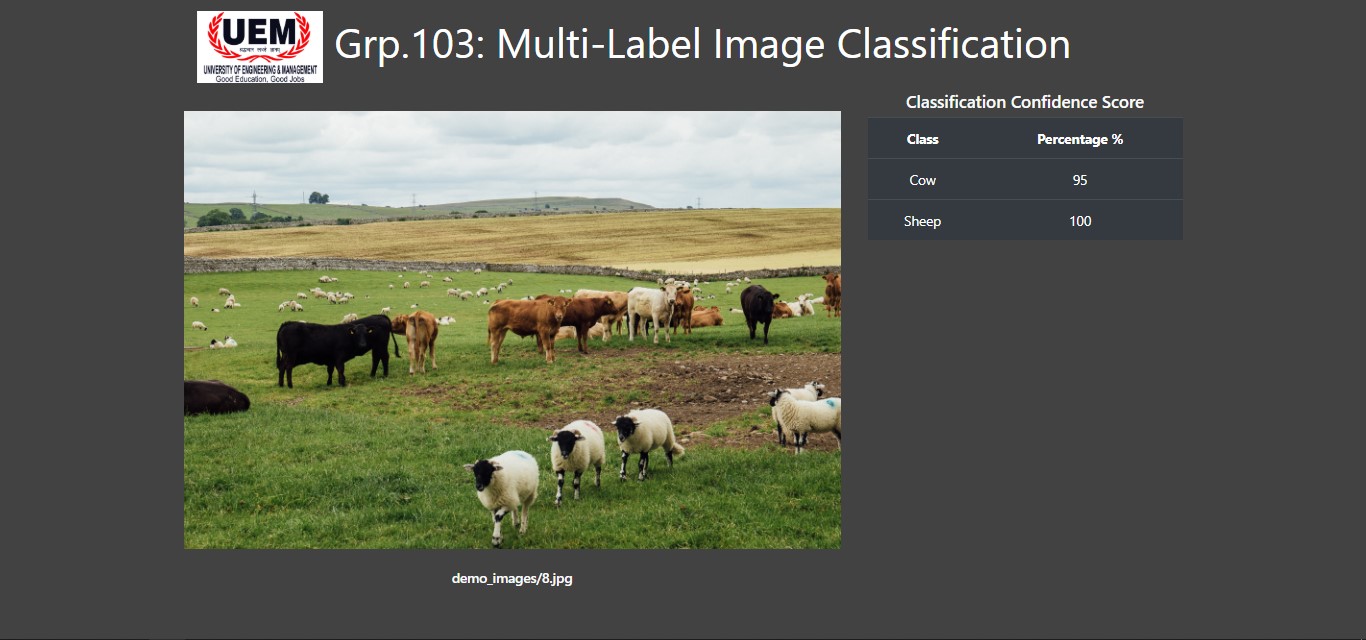 UEM
UNIVERSITY OF ENGINEERING & MANAGEMENT
Good Education, Good Jobs
Grp.103: Multi-Label Image Classification
Classification Confidence Score
Class Percentage %
Cow 95
Sheep 100
demo_images/8.jpg